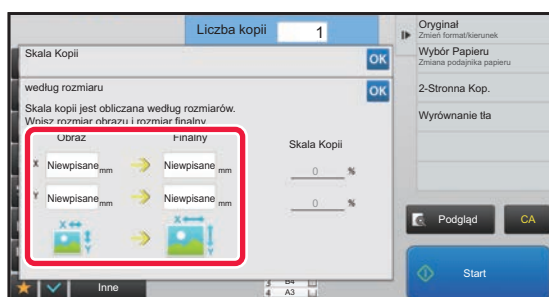 Liczba kopii 1
Skala Kopii OK
według rozmiaru OK
Skala kopii jest obliczana według rozmiarów.
Wpisz rozmiar obrazu i rozmiar finalny
Obraz Finalny
Skala Kopii
X Niewpisane mm Niewpisane mm 0 %
Y Niewpisane mm Niewpisane mm 0 %
X X
Y Y
Inne
3 B4
4 A3
Oryginał
Zmień format/kierunek
Wybór Papieru
Zmiana podajnika papieru
2-Stronna Kop.
Wyrównanie tła
Podgląd CA
Start